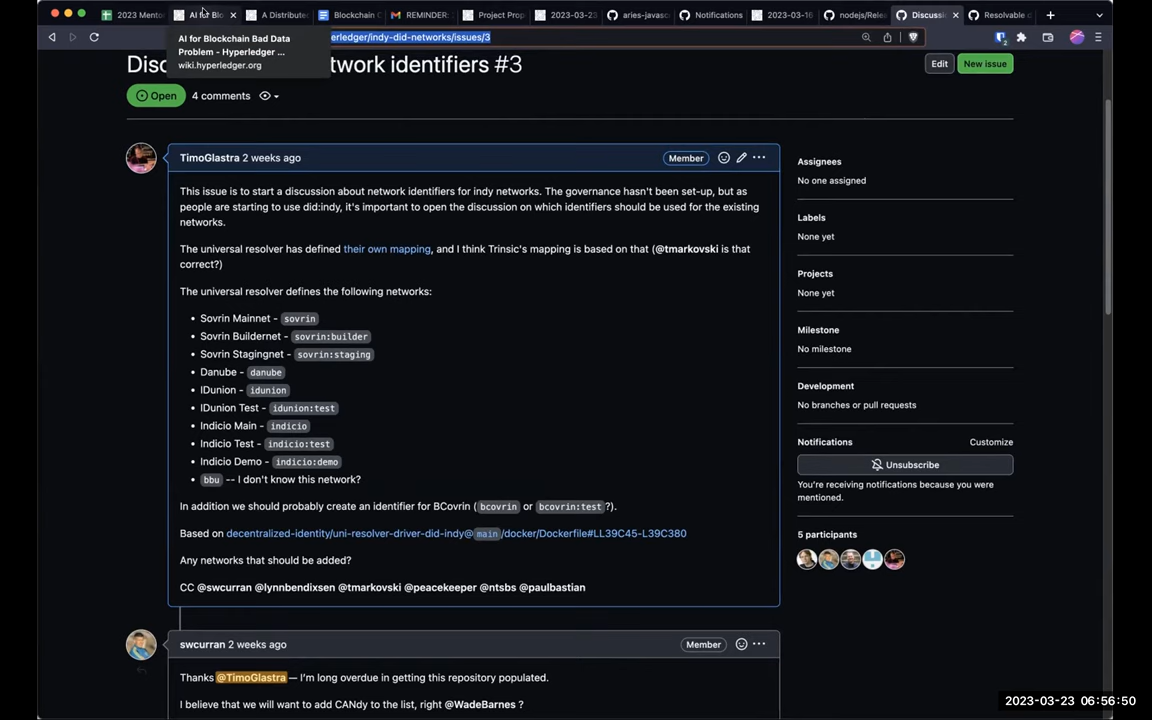 2023 Mento
AI for Blo
A Distribute
Blockchain C
REMINDER:
Project Prop
2023-03-23
aries-javasc
Notifications
2023-03-16
nodejs/Rele
Discuss
Resolvable d
AI for Blockchain Bad Data
Problem - Hyperledger ...
wiki.hyperledger.org
erledger/indy-did-networks/issues/3
Disc
twork identifiers #3
Edit
New issue
Open
4 comments
TimoGlastra 2 weeks ago
Member
This issue is to start a discussion about network identifiers for indy networks. The governance hasn't been set-up, but as
people are starting to use did:indy, it's important to open the discussion on which identifiers should be used for the existing
networks.
The universal resolver has defined their own mapping, and I think Trinsic's mapping is based on that (@tmarkovski is that
correct?)
The universal resolver defines the following networks:
• Sovrin Mainnet - sovrin
• Sovrin Buildernet - sovrin:builder
• Sovrin Stagingnet - sovrin:staging
• Danube - danube
• IDunion - idunion
• IDunion Test - idunion:test
• Indicio Main - indicio
• Indicio Test - indicio:test
• Indicio Demo - indicio:demo
• bbu -- I don't know this network?
In addition we should probably create an identifier for BCovrin (bcovrin or bcovrin:test ?).
Based on decentralized-identity/uni-resolver-driver-did-indy@ main /docker/Dockerfile#LL39C45-L39C380
Any networks that should be added?
CC @swcurran @lynnbendixsen @tmarkovski @peacekeeper @ntsbs @paulbastian
Assignees
No one assigned
Labels
None yet
Projects
None yet
Milestone
No milestone
Development
No branches or pull requests
Notifications
Customize
Unsubscribe
You're receiving notifications because you were
mentioned.
5 participants
swcurran 2 weeks ago
Member
Thanks @TimoGlastra — I'm long overdue in getting this repository populated.
I believe that we will want to add CANdy to the list, right @WadeBarnes ?
2023-03-23 06:56:50